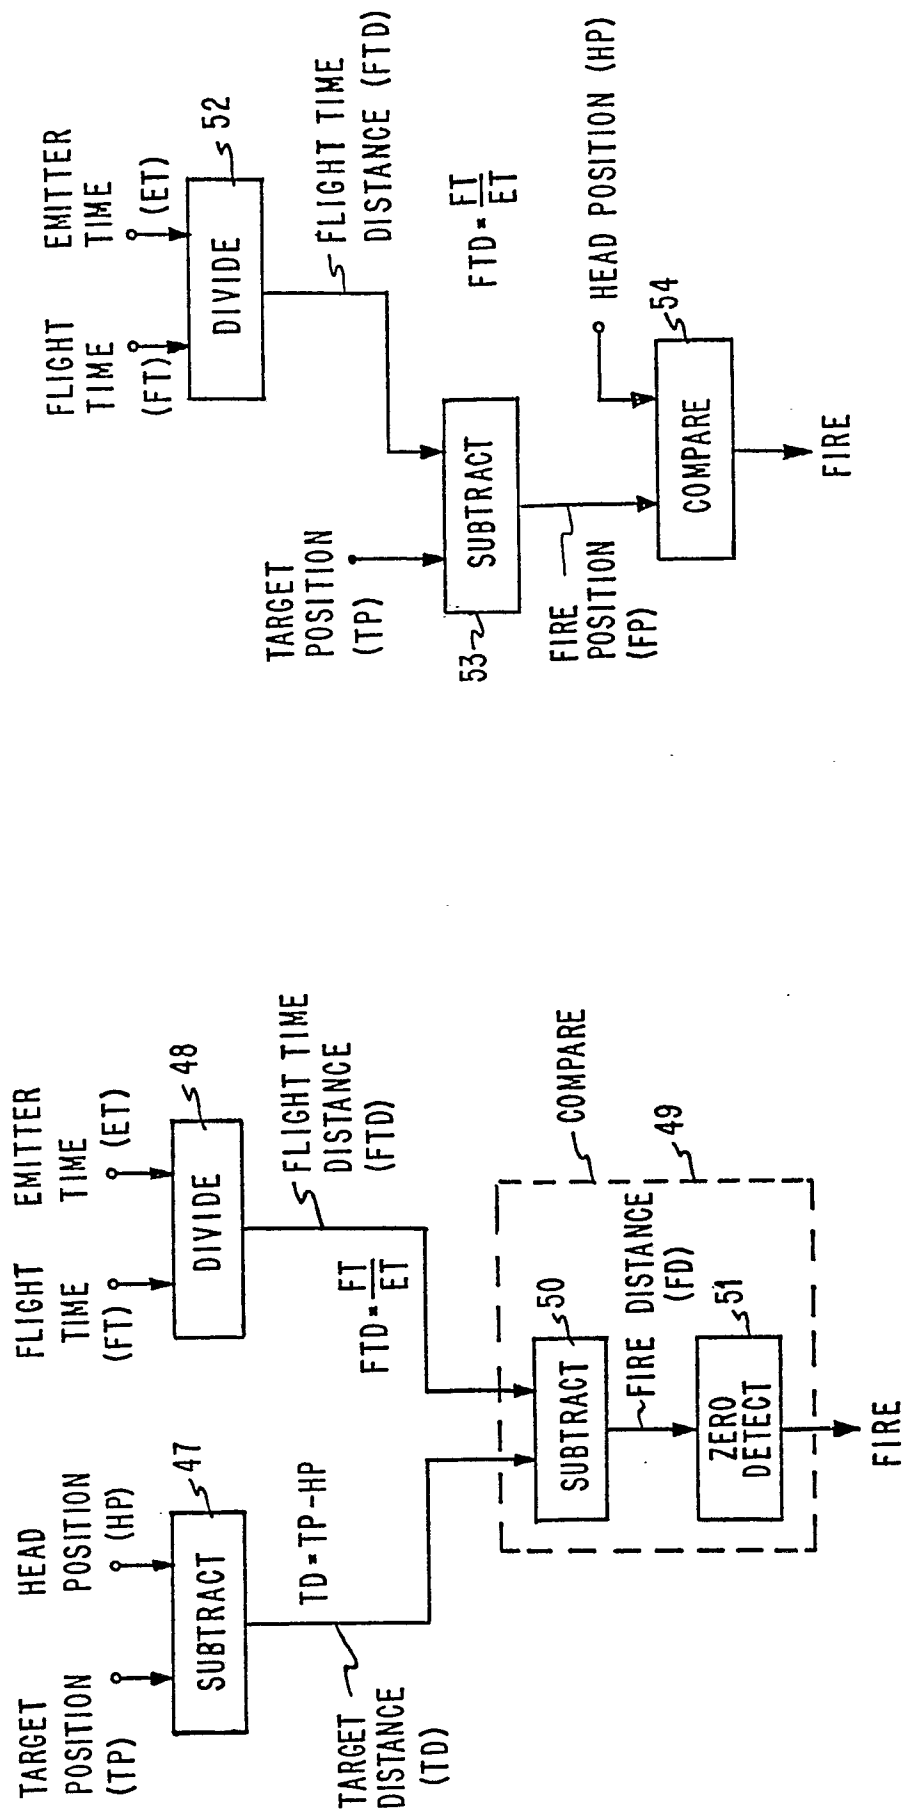 TARGET
POSITION
(TP)
HEAD
POSITION
(HP)
FLIGHT
TIME
(FT)
EMITTER
TIME
(ET)
SUBTRACT
47
DIVIDE
48
TARGET
DISTANCE
(TD)
TD = TP-HP
FTD = FT/ET
FLIGHT TIME
DISTANCE
(FTD)
COMPARE
49
SUBTRACT
50
FIRE DISTANCE
(FD)
ZERO
DETECT
51
FIRE
FLIGHT
TIME
(FT)
EMITTER
TIME
(ET)
DIVIDE
52
FLIGHT TIME
DISTANCE (FTD)
TARGET
POSITION
(TP)
FTD = FT/ET
53
SUBTRACT
FIRE
POSITION
(FP)
HEAD POSITION (HP)
COMPARE
54
FIRE